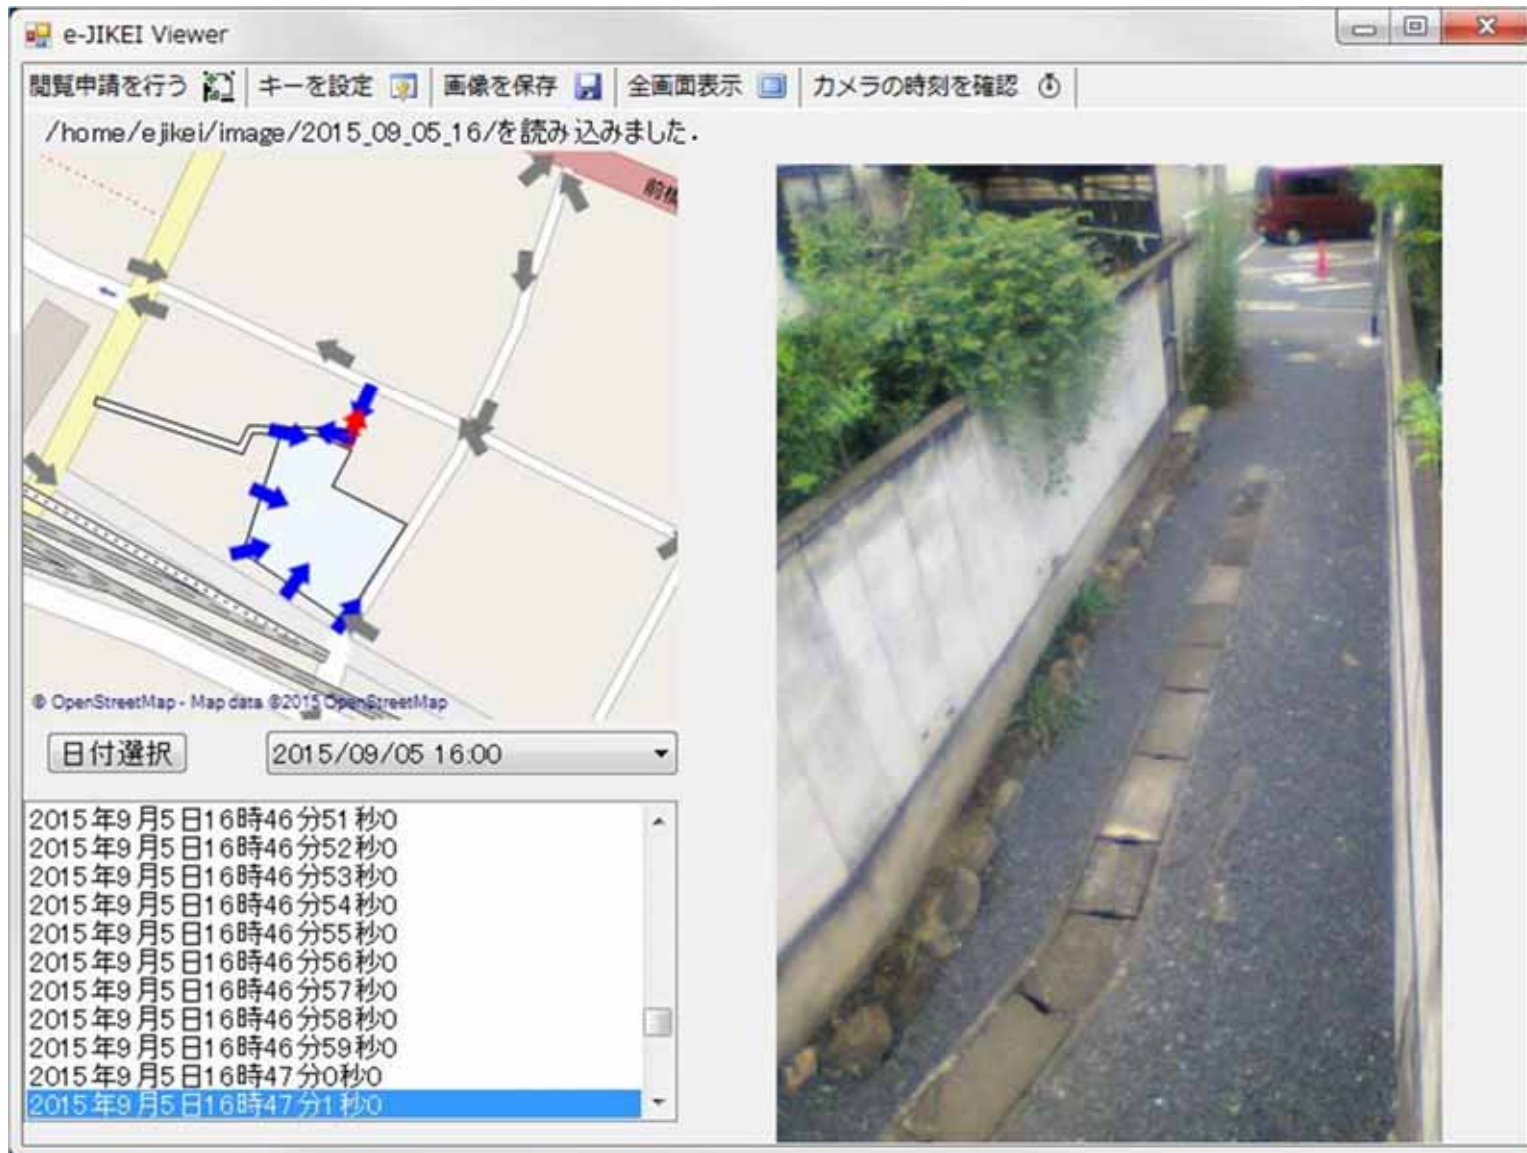 e-JIKEI Viewer
閲覧申請を行う キーを設定 画像を保存 全画面表示 カメラの時刻を確認
/home/ejikei/image/2015_09_05_16/を読み込みました.
前橋
© OpenStreetMap - Map data ©2015 OpenStreetMap
日付選択 2015/09/05 16:00
2015年9月5日16時46分51秒0
2015年9月5日16時46分52秒0
2015年9月5日16時46分53秒0
2015年9月5日16時46分54秒0
2015年9月5日16時46分55秒0
2015年9月5日16時46分56秒0
2015年9月5日16時46分57秒0
2015年9月5日16時46分58秒0
2015年9月5日16時46分59秒0
2015年9月5日16時47分0秒0
2015年9月5日16時47分1秒0